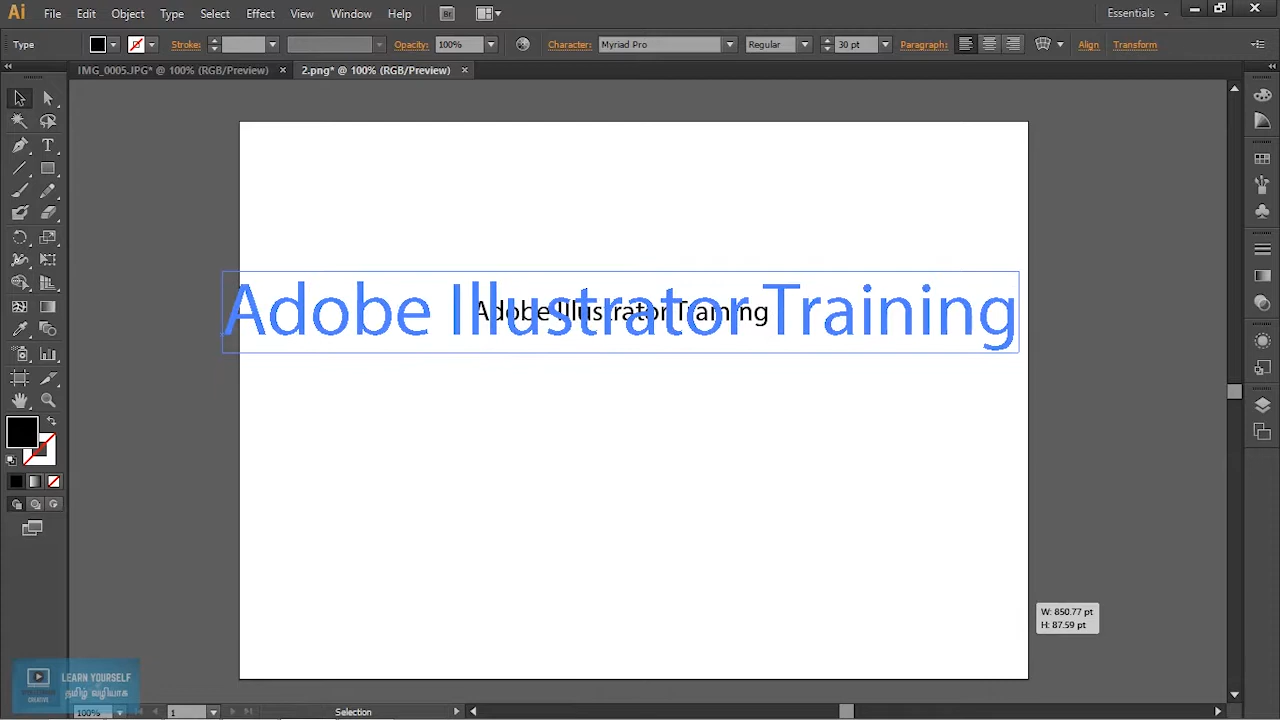 Ai File Edit Object Type Select Effect View Window Help Br Essentials
Type Stroke: Opacity: 100% Character: Myriad Pro Regular 30 pt Paragraph: Align Transform
IMG_0005.JPG* @ 100% (RGB/Preview) 2.png* @ 100% (RGB/Preview)
Adobe Illustrator Training
Adobe Illustrator Training
W: 850.77 pt
H: 87.59 pt
LEARN YOURSELF
தமிழ் வழியாக
CREATIVE
100% 1 Selection